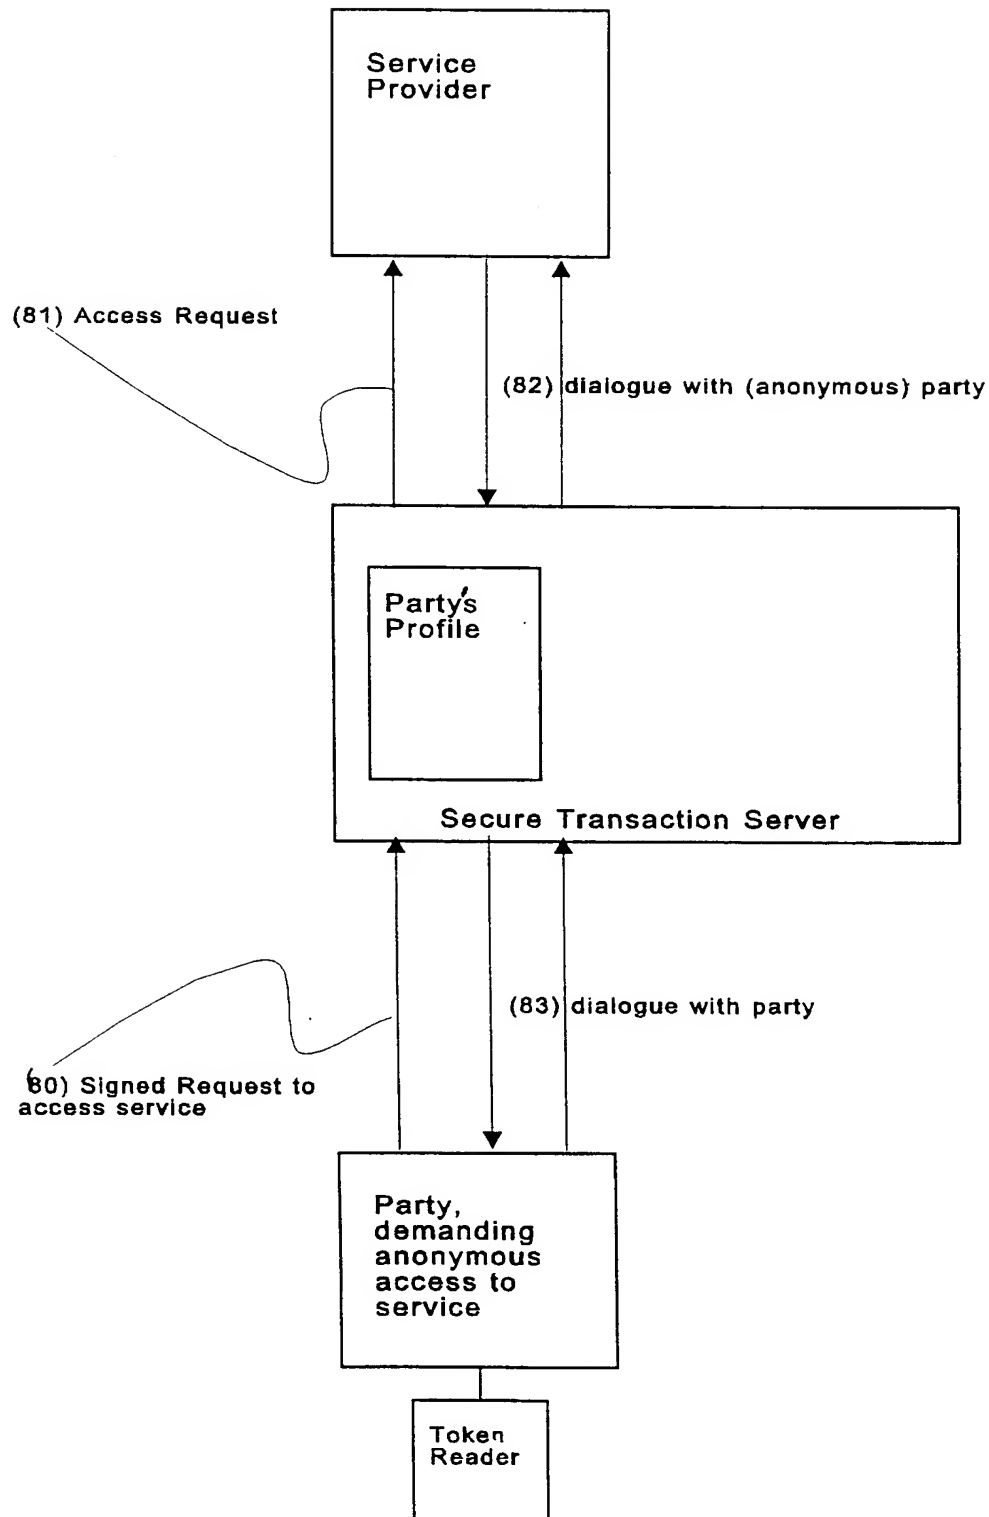 Service
Provider
(81) Access Request
(82) dialogue with (anonymous) party
Party's
Profile
Secure Transaction Server
(83) dialogue with party
(80) Signed Request to
access service
Party,
demanding
anonymous
access to
service
Token
Reader